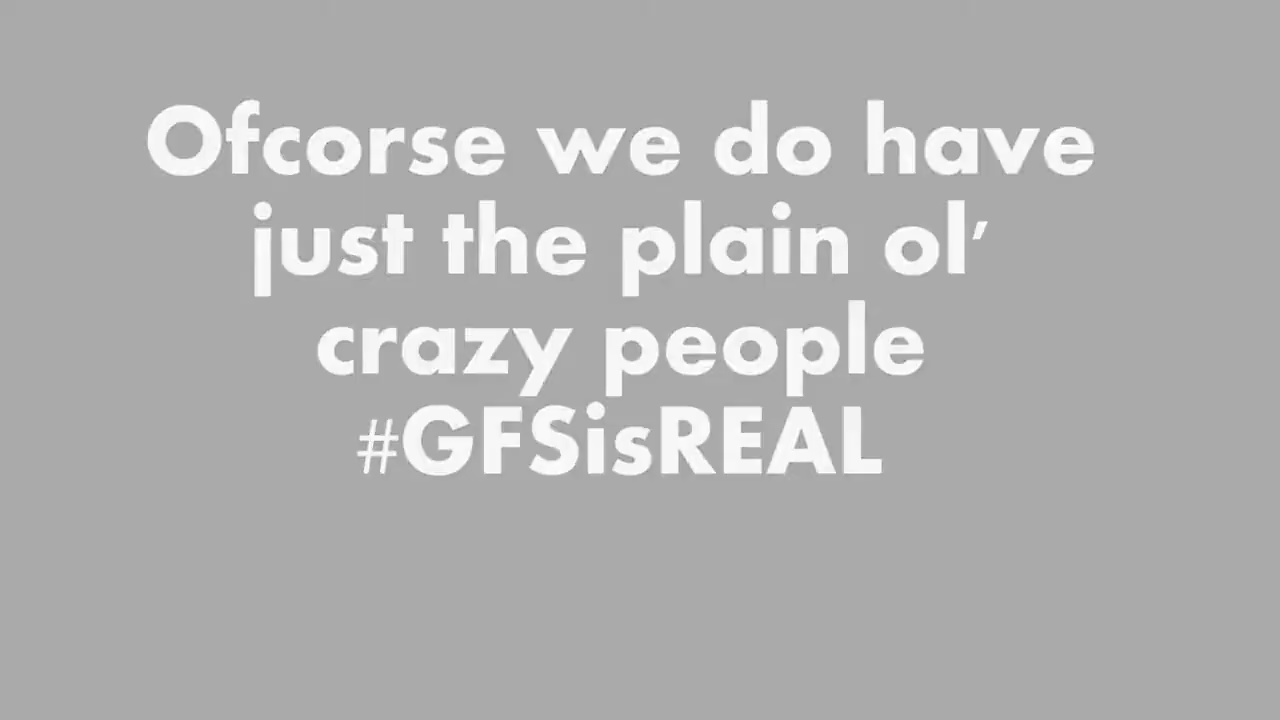 Ofcorse we do have
just the plain ol'
crazy people
#GFSisREAL